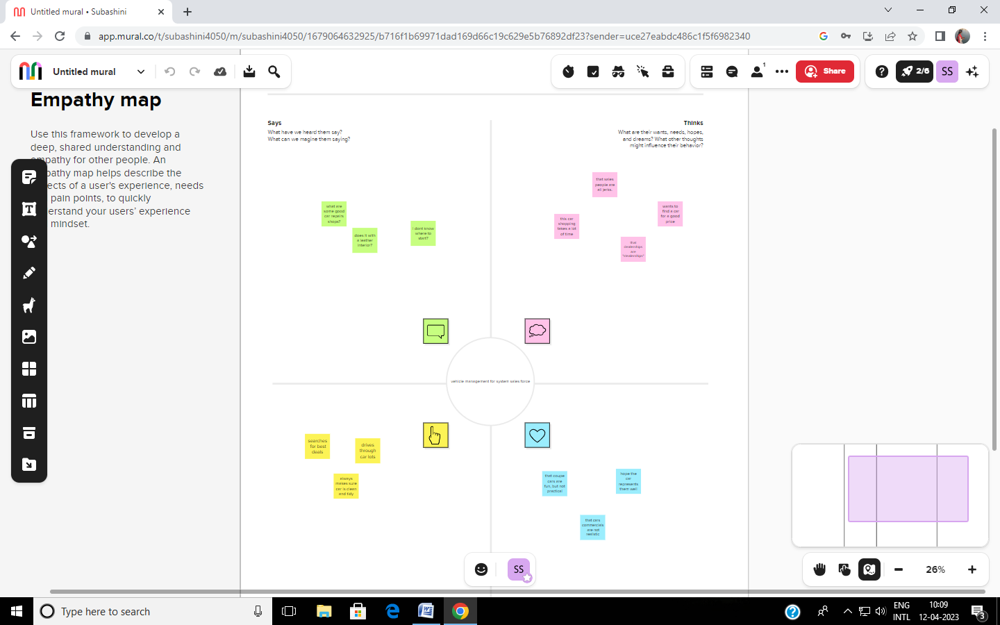 Untitled mural • Subashini
app.mural.co/t/subashini4050/m/subashini4050/1679064632925/b716f1b69971dad169d66c19c629e5b76892df23?sender=uce27eabdc486c1f5f6982340
Untitled mural
1
Share
2/6
SS
Empathy map
Use this framework to develop a
deep, shared understanding and
empathy for other people. An
pathy map helps describe the
ects of a user's experience, needs
pain points, to quickly
erstand your users' experience
mindset.
Says
What have we heard them say?
What can we magine them saying?
Thinks
What are their wants, needs, hopes,
and dreams? What other thoughts
might influence their behavior?
what are
some good
car repairs
shops?
does it with
a leather
interior?
i dont know
where to
start?
that sales
people are
all jerks.
this car
shopping
takes a lot
of time
wants to
find a car
for a good
price
that
dealerships
are
"stealerships"
vehicle management for system sales force
searches
for best
deals
drives
through
car lots
always
makes sure
car is clean
and tidy
that coupe
cars are
fun, but not
practical
hope the
car
represents
them well
that cars
commercials
are not
realistic
SS
26%
Type here to search
ENG
INTL
10:09
12-04-2023
3